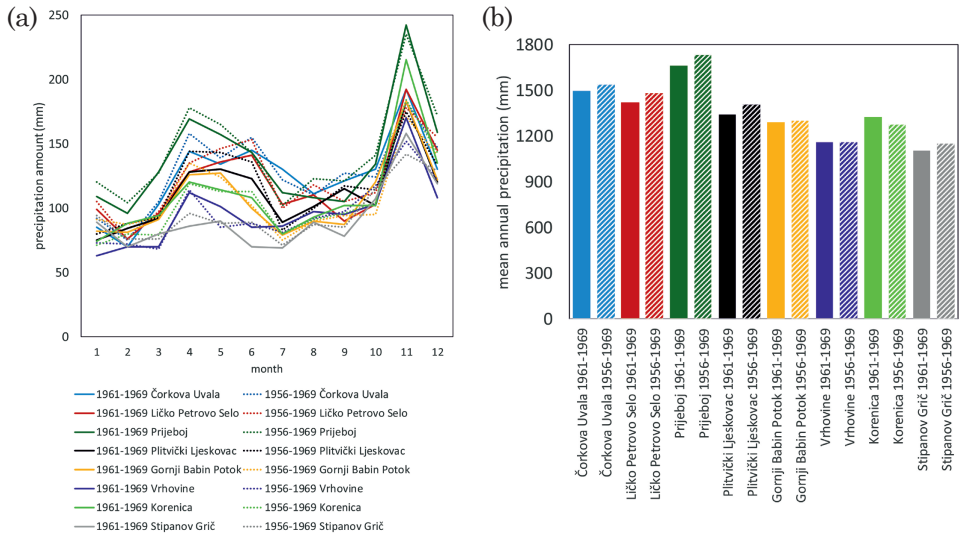 (a)
250
200
150
100
50
0
precipitation amount (mm)
1 2 3 4 5 6 7 8 9 10 11 12
month
1961-1969 Čorkova Uvala 1956-1969 Čorkova Uvala
1961-1969 Ličko Petrovo Selo 1956-1969 Ličko Petrovo Selo
1961-1969 Prijeboj 1956-1969 Prijeboj
1961-1969 Plitvički Ljeskovac 1956-1969 Plitvički Ljeskovac
1961-1969 Gornji Babin Potok 1956-1969 Gornji Babin Potok
1961-1969 Vrhovine 1956-1969 Vrhovine
1961-1969 Korenica 1956-1969 Korenica
1961-1969 Stipanov Grič 1956-1969 Stipanov Grič
(b)
1800
1500
1200
900
600
300
0
mean annual precipitation (mm)
Čorkova Uvala 1961-1969
Čorkova Uvala 1956-1969
Ličko Petrovo Selo 1961-1969
Ličko Petrovo Selo 1956-1969
Prijeboj 1961-1969
Prijeboj 1956-1969
Plitvički Ljeskovac 1961-1969
Plitvički Ljeskovac 1956-1969
Gornji Babin Potok 1961-1969
Gornji Babin Potok 1956-1969
Vrhovine 1961-1969
Vrhovine 1956-1969
Korenica 1961-1969
Korenica 1956-1969
Stipanov Grič 1961-1969
Stipanov Grič 1956-1969